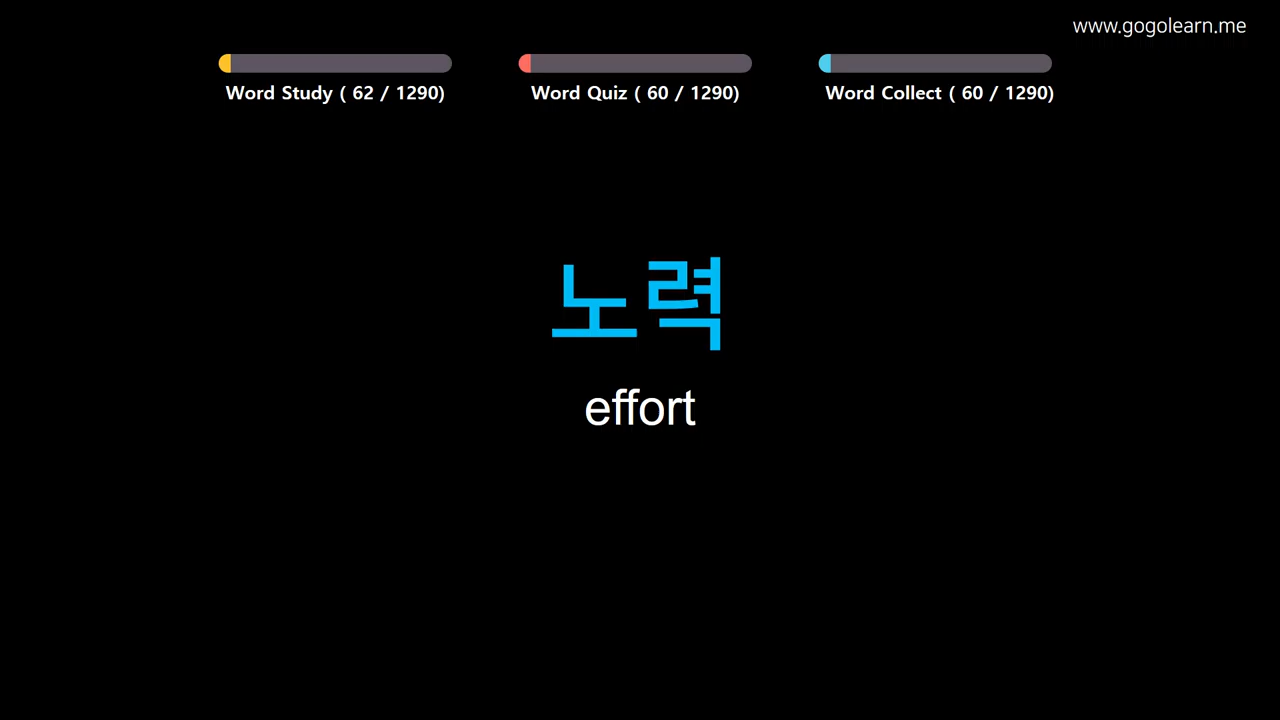 www.gogolearn.me
Word Study ( 62 / 1290)
Word Quiz ( 60 / 1290)
Word Collect ( 60 / 1290)
노력
effort